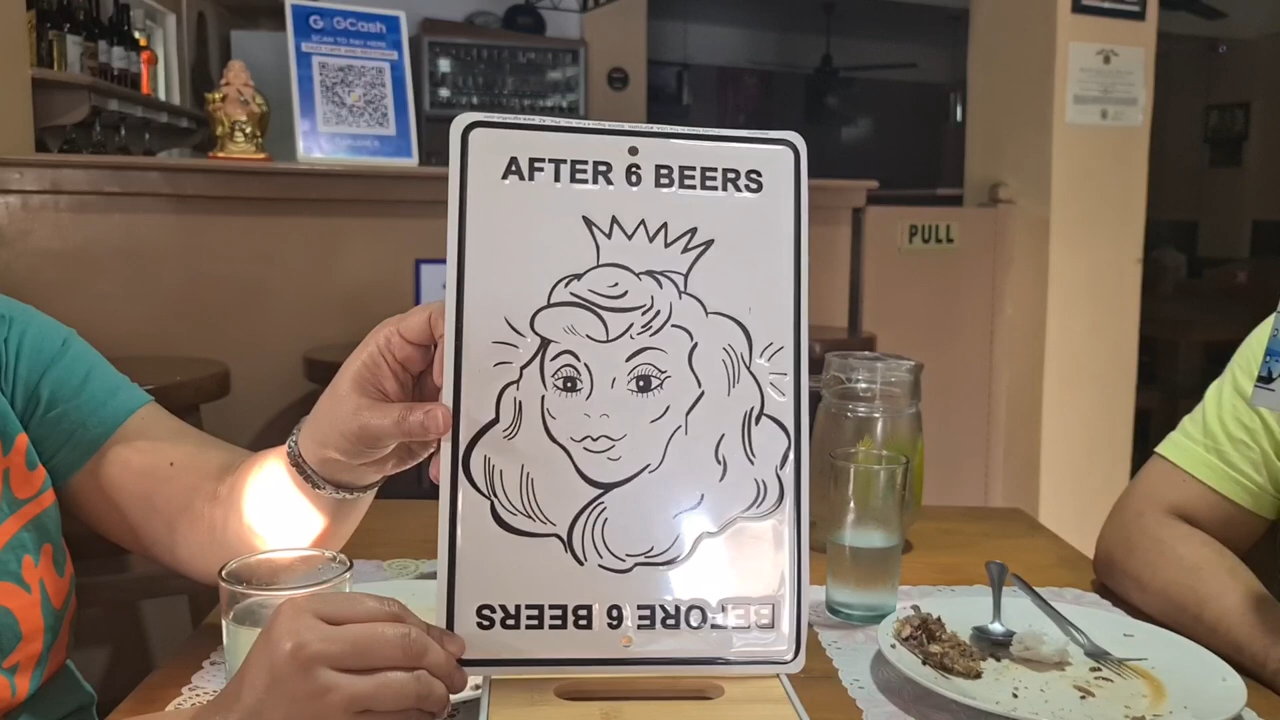 GCash
SCAN TO PAY HERE
AFTER 6 BEERS
PULL
BEFORE 6 BEERS